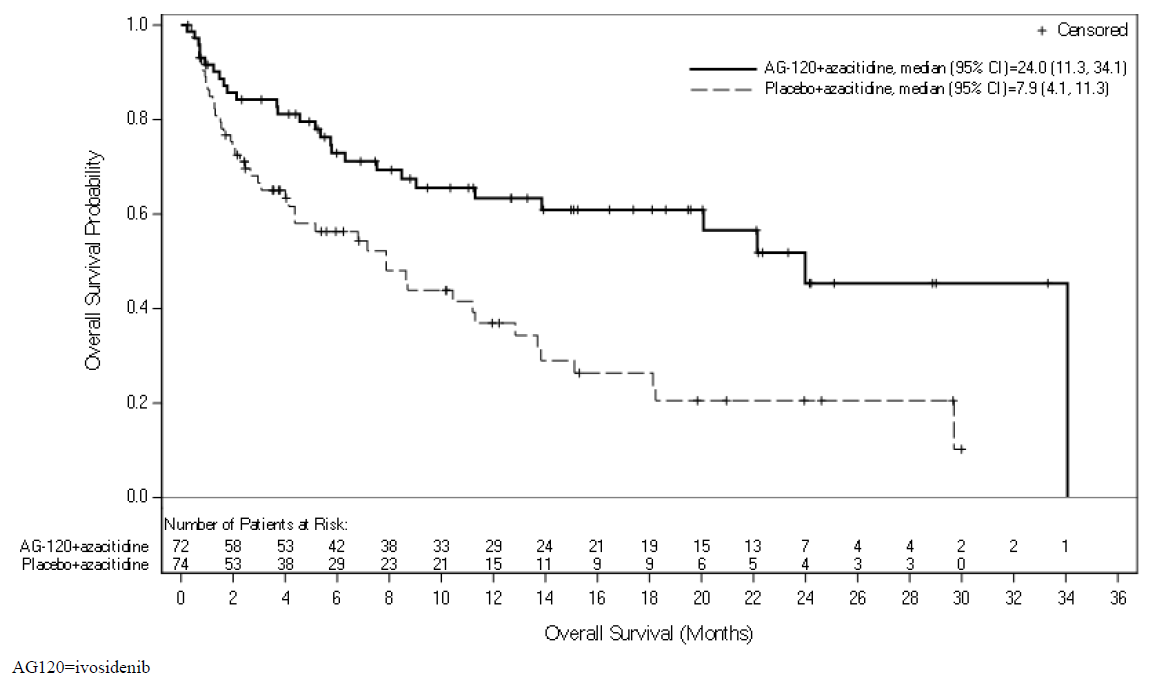 1.0
+ Censored
AG-120+azacitidine, median (95% CI)=24.0 (11.3, 34.1)
Placebo+azacitidine, median (95% CI)=7.9 (4.1, 11.3)
0.8
0.6
0.4
0.2
0.0
Overall Survival Probability
Number of Patients at Risk:
AG-120+azacitidine 72 58 53 42 38 33 29 24 21 19 15 13 7 4 4 2 2 1
Placebo+azacitidine 74 53 38 29 23 21 15 11 9 9 6 5 4 3 3 0
0 2 4 6 8 10 12 14 16 18 20 22 24 26 28 30 32 34 36
Overall Survival (Months)
AG120=ivosidenib